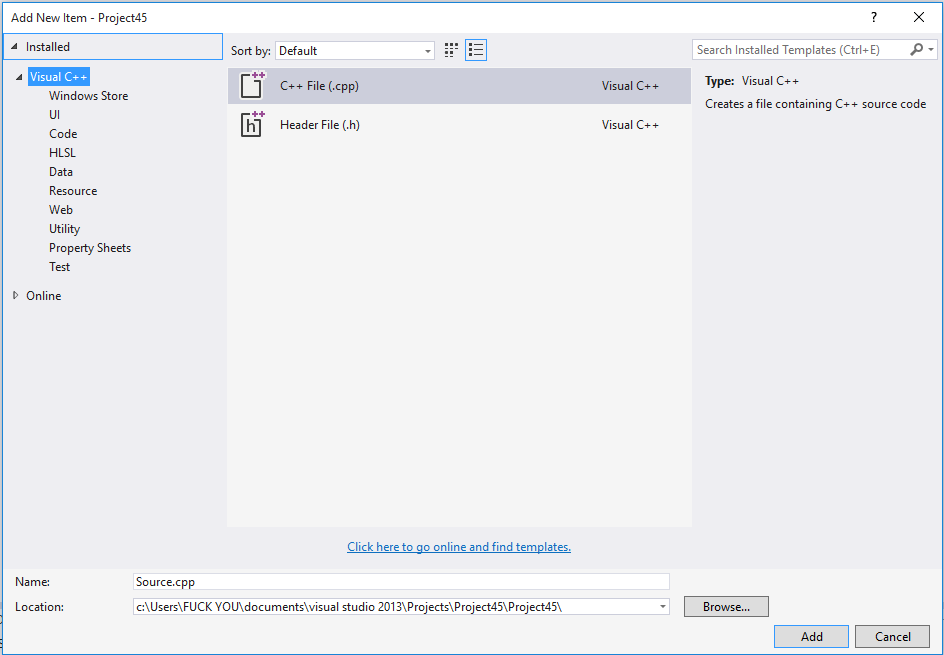 Add New Item - Project45
?
Installed
Sort by: Default
Search Installed Templates (Ctrl+E)
Visual C++
Windows Store
UI
Code
HLSL
Data
Resource
Web
Utility
Property Sheets
Test
Online
C++ File (.cpp) Visual C++
Header File (.h) Visual C++
Type: Visual C++
Creates a file containing C++ source code
Click here to go online and find templates.
Name: Source.cpp
Location: c:\Users\FUCK YOU\documents\visual studio 2013\Projects\Project45\Project45\
Browse...
Add Cancel